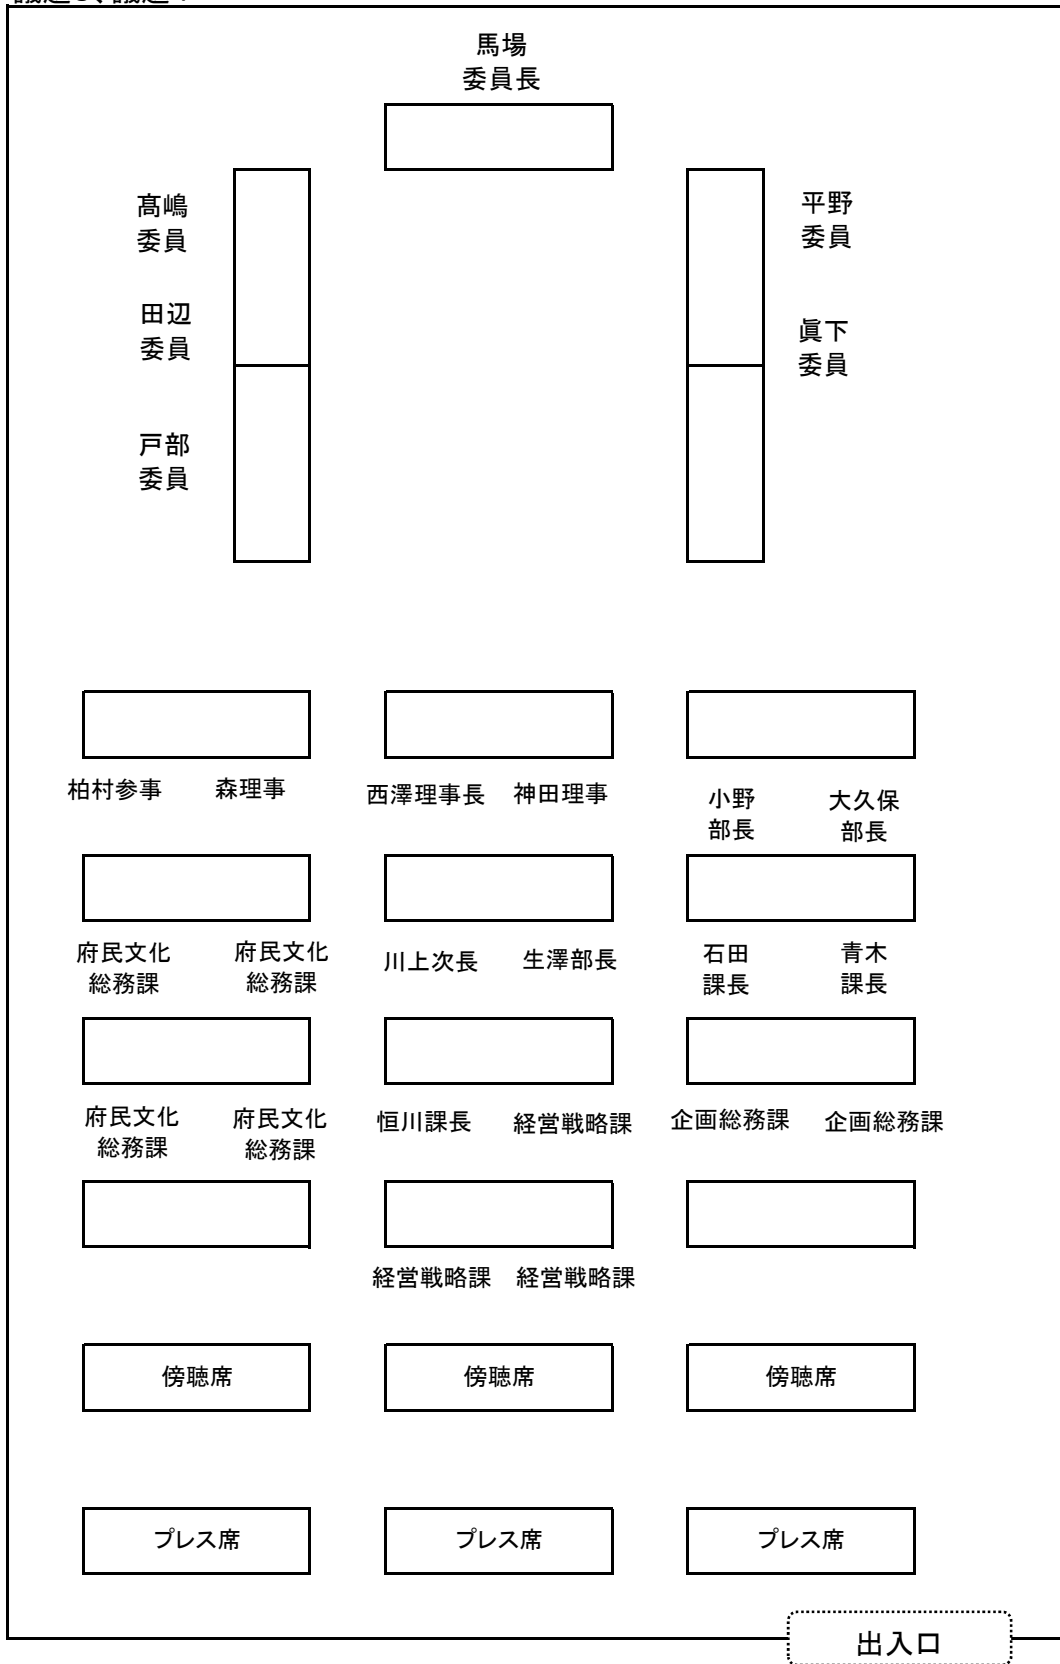 馬場
委員長
髙嶋
委員
平野
委員
田辺
委員
眞下
委員
戸部
委員
柏村参事 森理事 西澤理事長 神田理事
小野
部長
大久保
部長
府民文化
総務課
府民文化
総務課
川上次長 生澤部長
石田
課長
青木
課長
府民文化
総務課
府民文化
総務課
恒川課長 経営戦略課 企画総務課 企画総務課
経営戦略課 経営戦略課
傍聴席 傍聴席 傍聴席
プレス席 プレス席 プレス席
出入口